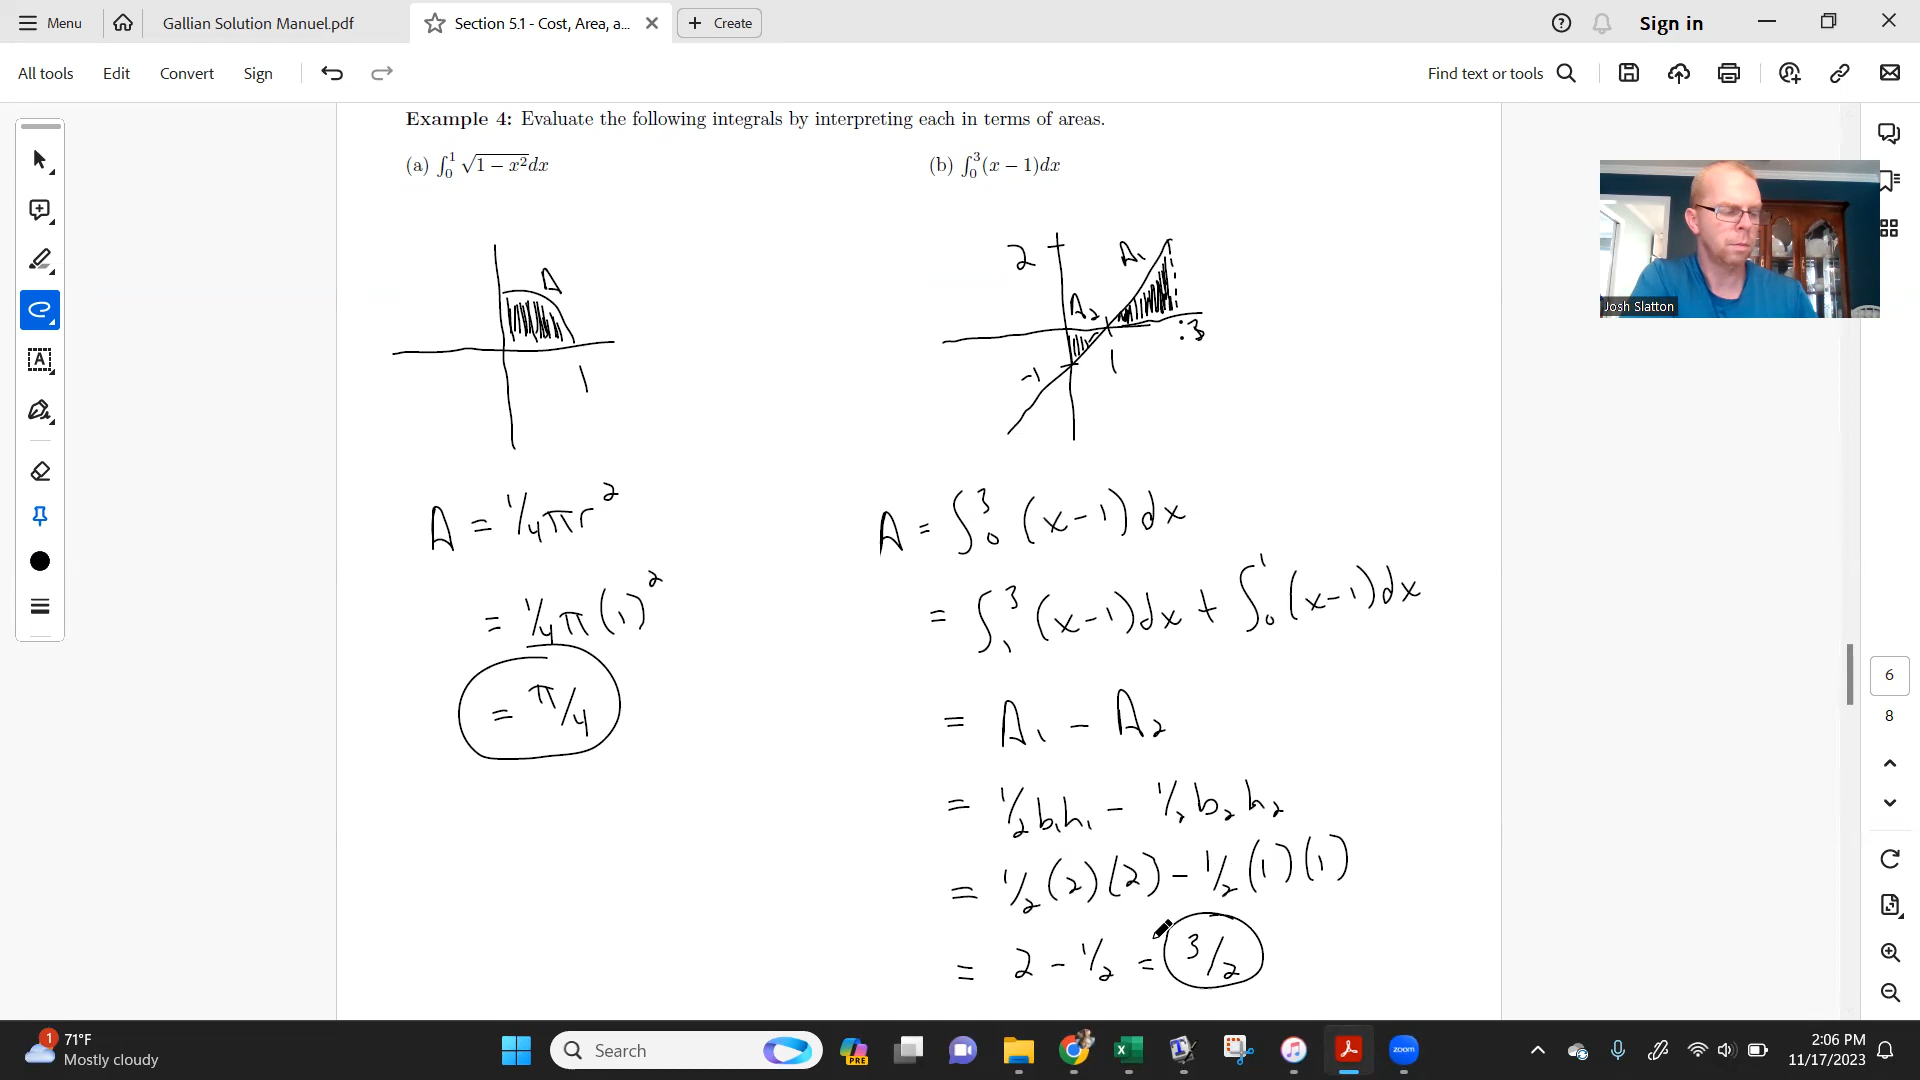 Menu
Gallian Solution Manuel.pdf
Section 5.1 - Cost, Area, a...
Create
Sign in
All tools
Edit
Convert
Sign
Find text or tools
Example 4: Evaluate the following integrals by interpreting each in terms of areas.
(a) ∫₀¹ √(1 − x²)dx
(b) ∫₀³(x − 1)dx
A
1
2
A₁
A₂
3
-1
1
A = 1/4πr²
= 1/4π(1)²
= π/4
A = ∫₀³ (x-1)dx
= ∫₁³ (x-1)dx + ∫₀¹ (x-1)dx
= A₁ - A₂
= 1/2b₁h₁ - 1/2b₂h₂
= 1/2(2)(2) - 1/2(1)(1)
= 2 - 1/2 = 3/2
Josh Slatton
6
8
1
71°F
Mostly cloudy
Search
PRE
zoom
2:06 PM
11/17/2023